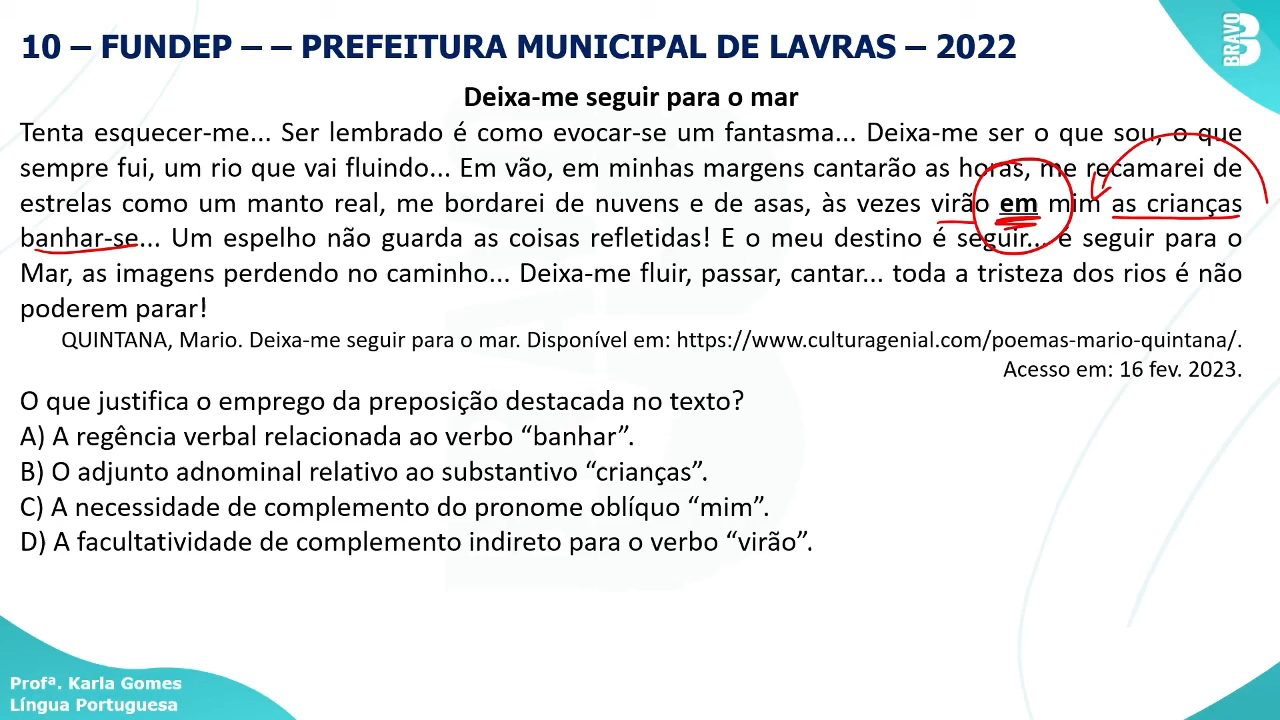 10 – FUNDEP – – PREFEITURA MUNICIPAL DE LAVRAS – 2022
BRAVO
Deixa-me seguir para o mar
Tenta esquecer-me... Ser lembrado é como evocar-se um fantasma... Deixa-me ser o que sou, o que
sempre fui, um rio que vai fluindo... Em vão, em minhas margens cantarão as horas, me recamarei de
estrelas como um manto real, me bordarei de nuvens e de asas, às vezes virão em mim as crianças
banhar-se... Um espelho não guarda as coisas refletidas! E o meu destino é seguir... é seguir para o
Mar, as imagens perdendo no caminho... Deixa-me fluir, passar, cantar... toda a tristeza dos rios é não
poderem parar!
QUINTANA, Mario. Deixa-me seguir para o mar. Disponível em: https://www.culturagenial.com/poemas-mario-quintana/.
Acesso em: 16 fev. 2023.
O que justifica o emprego da preposição destacada no texto?
A) A regência verbal relacionada ao verbo “banhar”.
B) O adjunto adnominal relativo ao substantivo “crianças”.
C) A necessidade de complemento do pronome oblíquo “mim”.
D) A facultatividade de complemento indireto para o verbo “virão”.
Profª. Karla Gomes
Língua Portuguesa